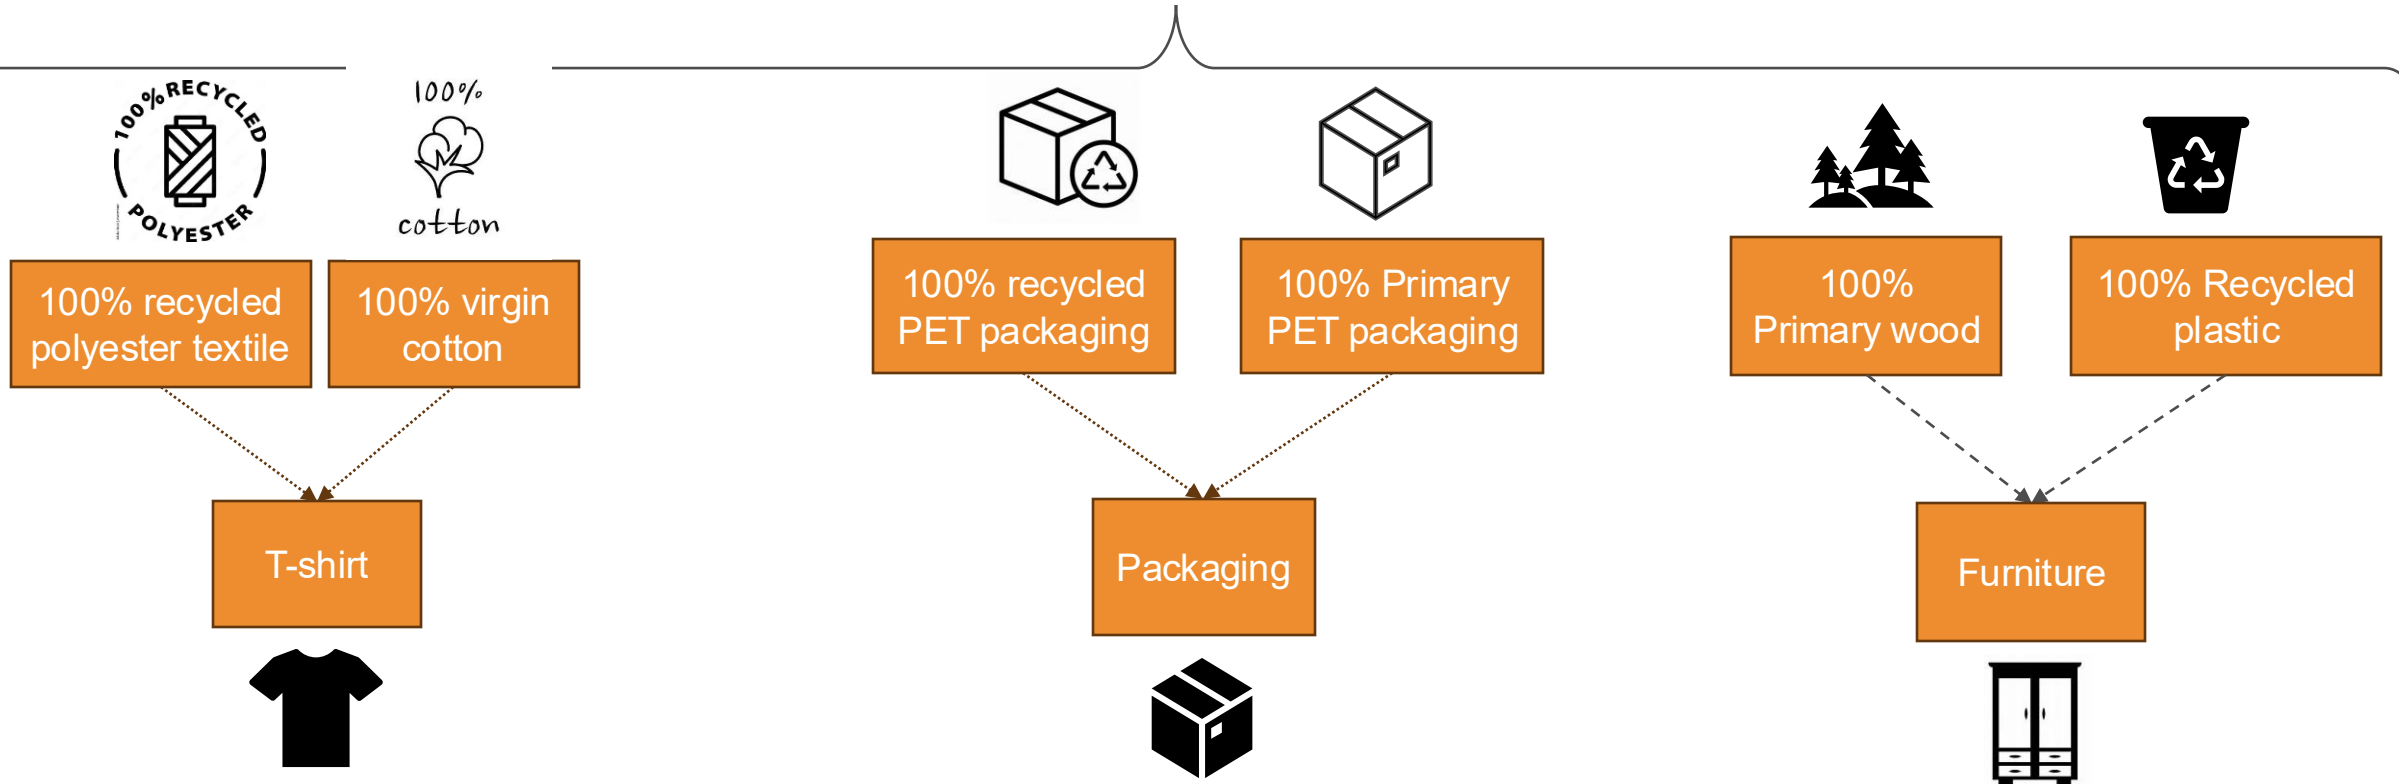 100% RECYCLED
POLYESTER
100%
cotton
100% recycled
polyester textile
100% virgin
cotton
100% recycled
PET packaging
100% Primary
PET packaging
100%
Primary wood
100% Recycled
plastic
T-shirt
Packaging
Furniture